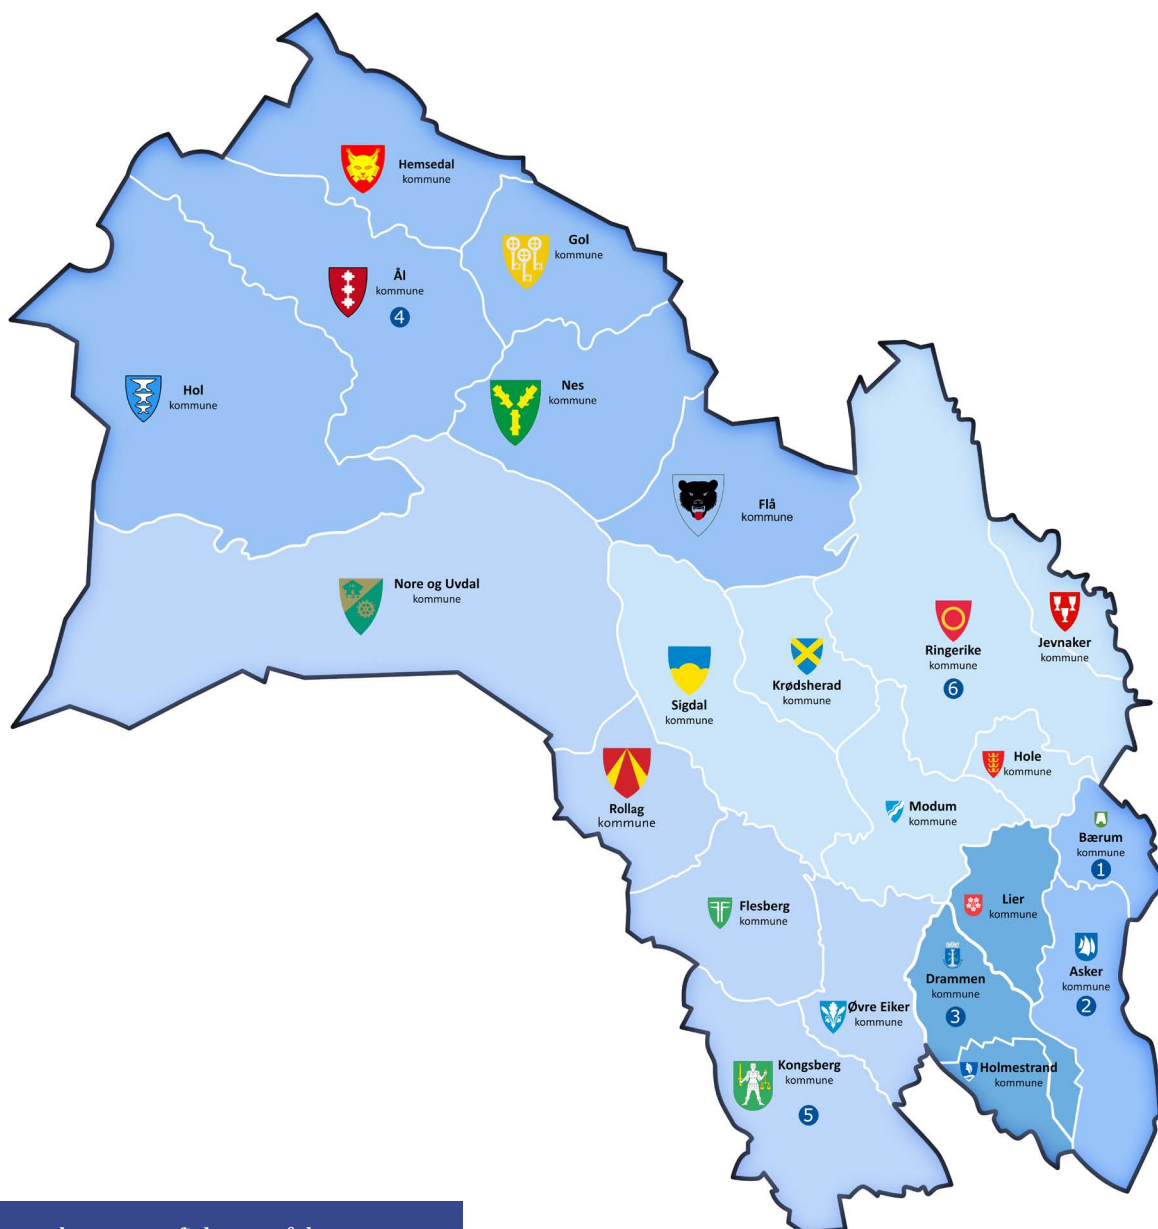 Hemsedal
kommune
Gol
kommune
Ål
kommune
4
Hol
kommune
Nes
kommune
Flå
kommune
Nore og Uvdal
kommune
Ringerike
kommune
6
Jevnaker
kommune
Krødsherad
kommune
Sigdal
kommune
Hole
kommune
Rollag
kommune
Modum
kommune
Bærum
kommune
1
Lier
kommune
Flesberg
kommune
Drammen
kommune
3
Asker
kommune
2
Øvre Eiker
kommune
Kongsberg
kommune
5
Holmestrand
kommune